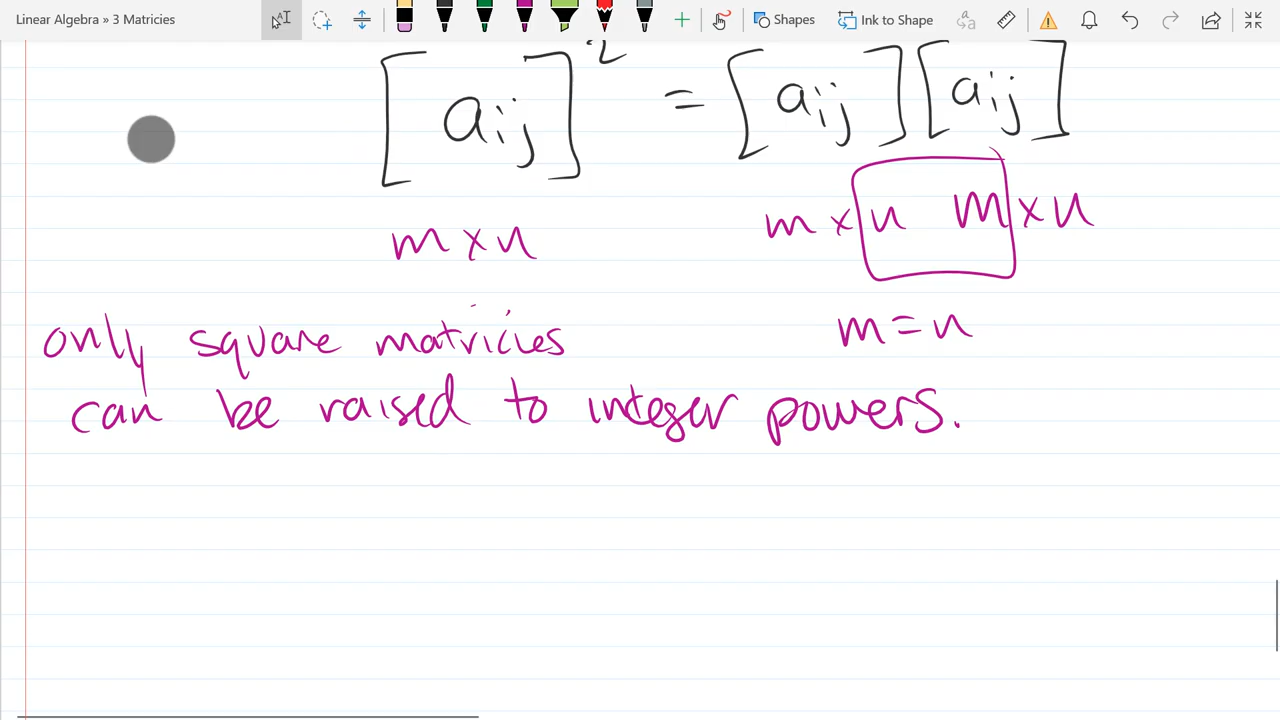 Linear Algebra » 3 Matricies
Shapes
Ink to Shape
[aij]² = [aij][aij]
m×n
m×n m×n
m=n
only square matricies
can be raised to integer powers.